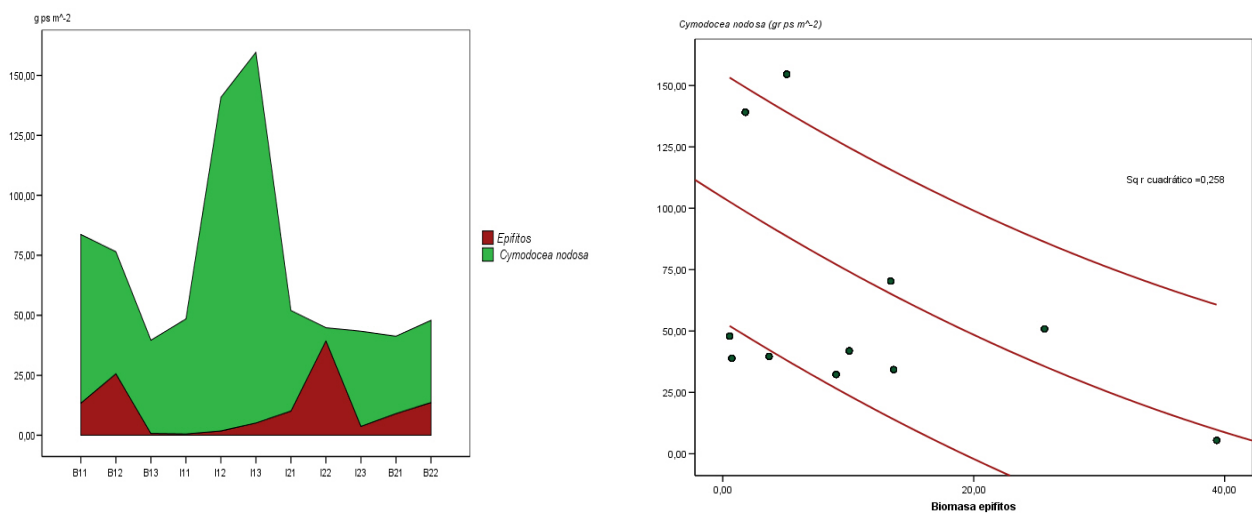 g ps m^-2
150,00
125,00
100,00
75,00
50,00
25,00
0,00
B11 B12 B13 I11 I12 I13 I21 I22 I23 B21 B22
Epifitos
Cymodocea nodosa
Cymodocea nodosa (gr ps m^-2)
150,00
125,00
100,00
75,00
50,00
25,00
0,00
Sq r cuadrático =0,258
0,00 20,00 40,00
Biomasa epifitos